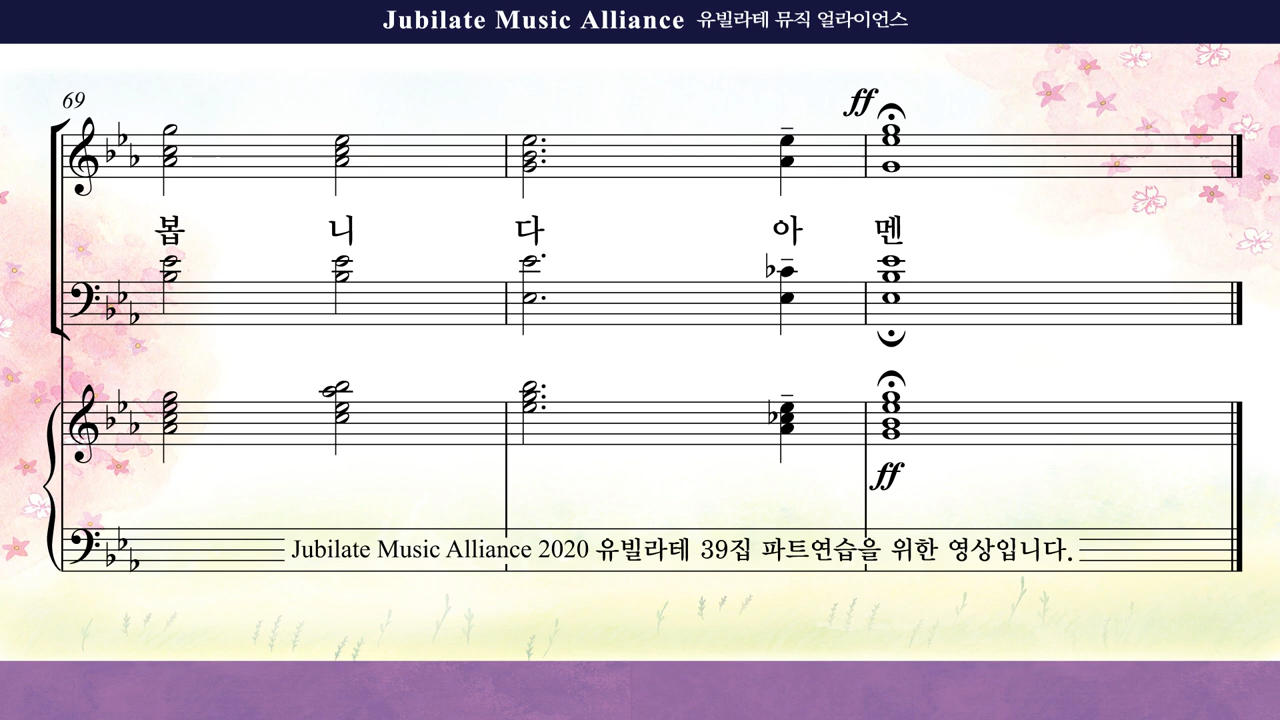 Jubilate Music Alliance 유빌라테 뮤직 얼라이언스
69
ff
봅 니 다 아 멘
ff
Jubilate Music Alliance 2020 유빌라테 39집 파트연습을 위한 영상입니다.